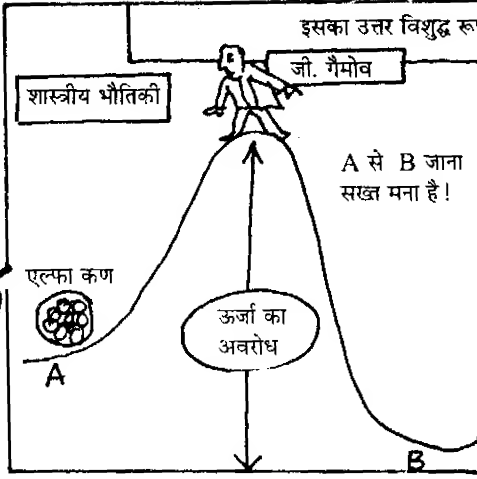 इसका उत्तर विशुद्ध
जी. गैमोव
शास्त्रीय भौतिकी
A से B जाना
सख्त मना है !
एल्फा कण
ऊर्जा का
अवरोध
A
B